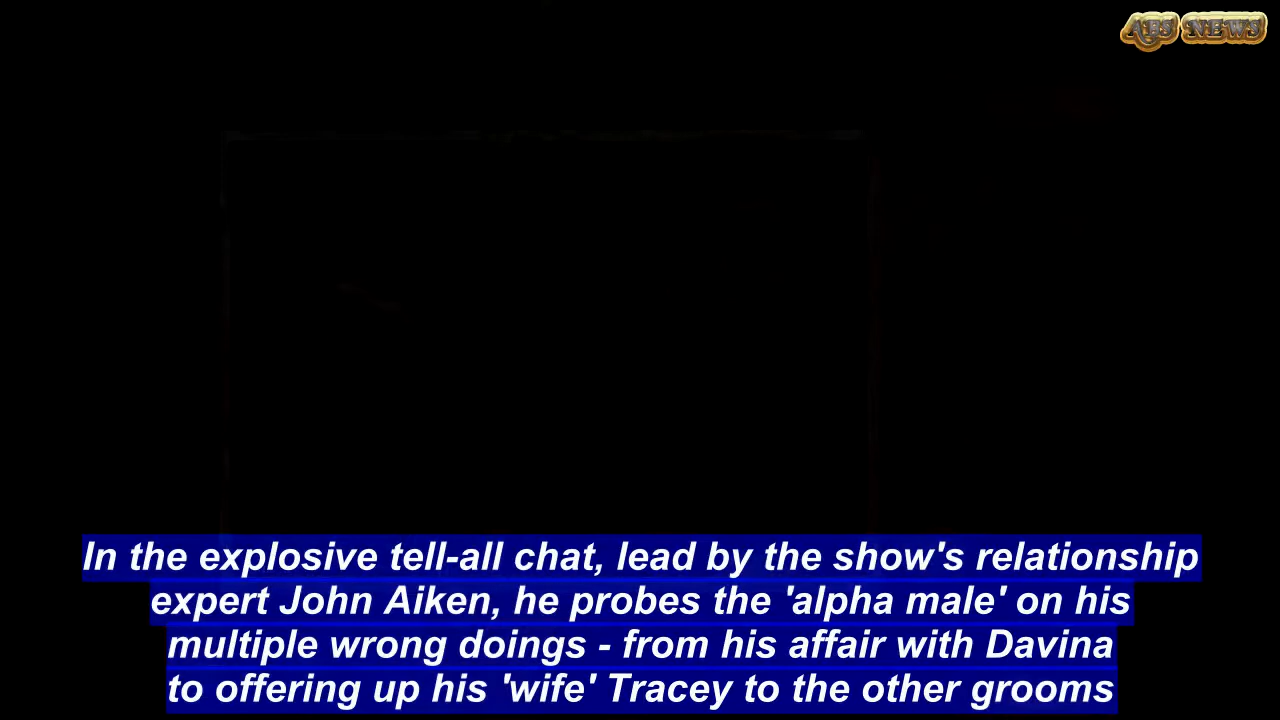 ABS NEWS
In the explosive tell-all chat, lead by the show's relationship
expert John Aiken, he probes the 'alpha male' on his
multiple wrong doings - from his affair with Davina
to offering up his 'wife' Tracey to the other grooms